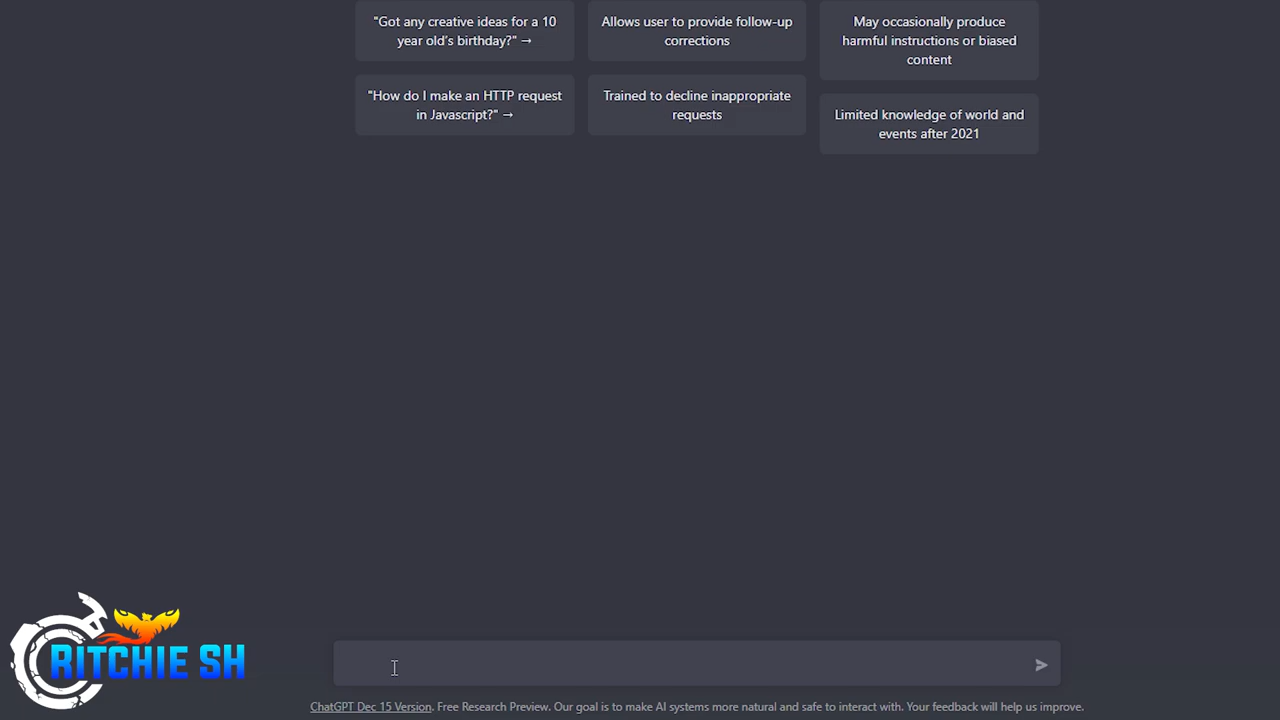 "Got any creative ideas for a 10
year old's birthday?" →
"How do I make an HTTP request
in Javascript?" →
Allows user to provide follow-up
corrections
Trained to decline inappropriate
requests
May occasionally produce
harmful instructions or biased
content
Limited knowledge of world and
events after 2021
RITCHIE SH
ChatGPT Dec 15 Version. Free Research Preview. Our goal is to make AI systems more natural and safe to interact with. Your feedback will help us improve.